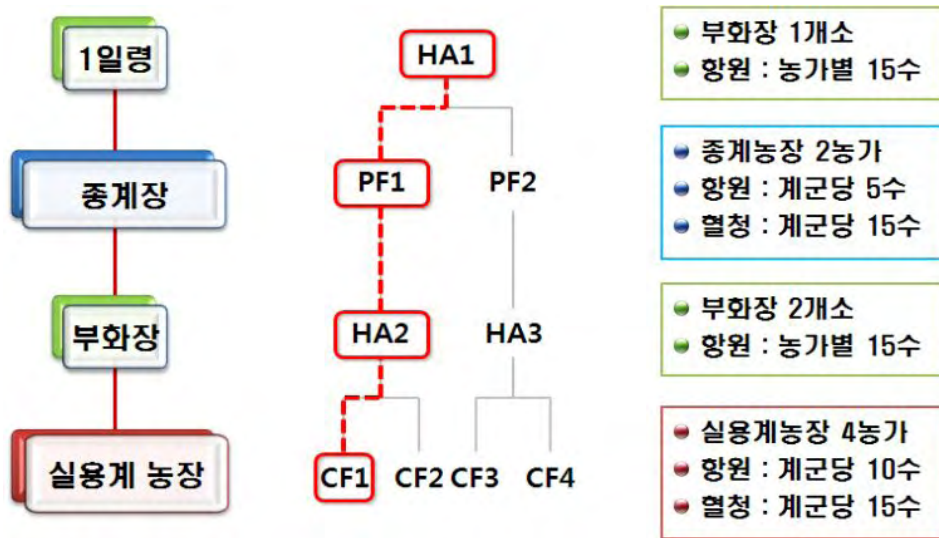 1일령
HA1
부화장 1개소
항원 : 농가별 15수
종계장
PF1
PF2
종계농장 2농가
항원 : 계군당 5수
혈청 : 계군당 15수
부화장
HA2
HA3
부화장 2개소
항원 : 농가별 15수
실용계 농장
CF1
CF2
CF3
CF4
실용계농장 4농가
항원 : 계군당 10수
혈청 : 계군당 15수